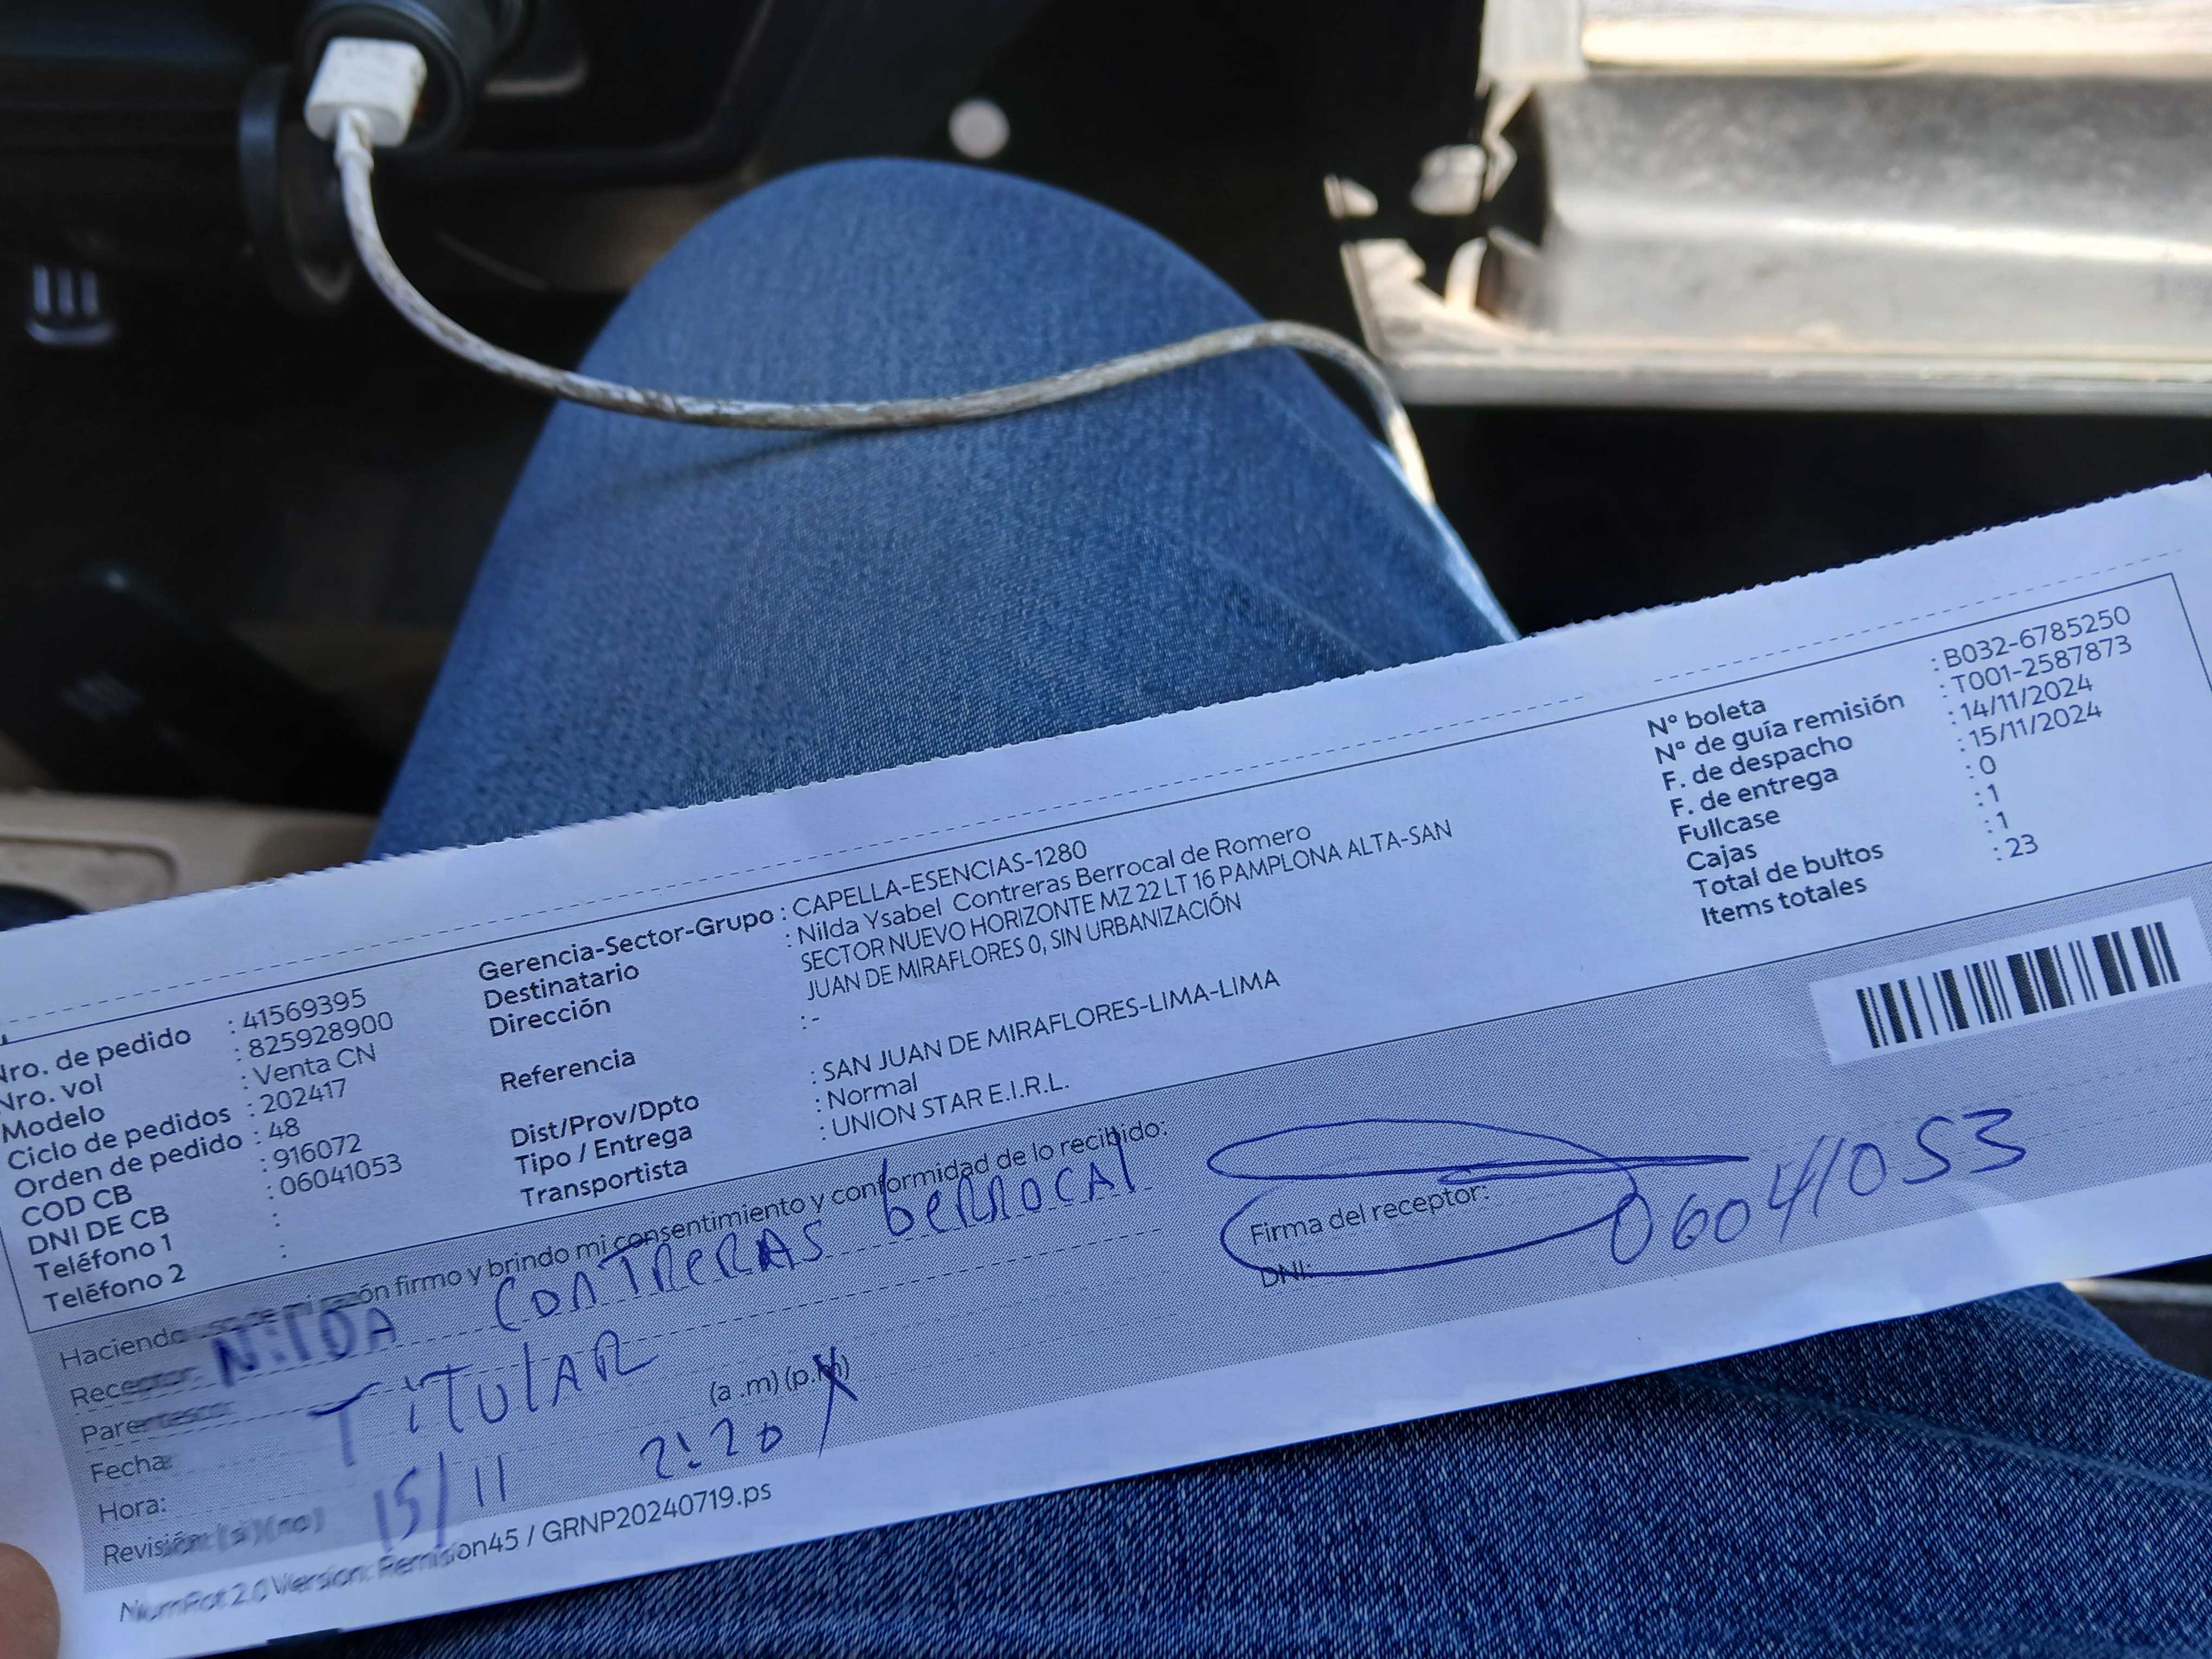 Nro. de pedido : 41569395
Nro. vol : 825928900
Modelo : Venta CN
Ciclo de pedidos : 202417
Orden de pedido : 48
COD CB : 916072
DNI DE CB : 06041053
Teléfono 1 :
Teléfono 2 :
Gerencia-Sector-Grupo : CAPELLA-ESENCIAS-1280
Destinatario : Nilda Ysabel Contreras Berrocal de Romero
Dirección SECTOR NUEVO HORIZONTE MZ 22 LT 16 PAMPLONA ALTA-SAN
JUAN DE MIRAFLORES 0, SIN URBANIZACIÓN
Referencia : -
Dist/Prov/Dpto : SAN JUAN DE MIRAFLORES-LIMA-LIMA
Tipo / Entrega : Normal
Transportista : UNION STAR E.I.R.L.
N° boleta : B032-6785250
N° de guía remisión : T001-2587873
F. de despacho : 14/11/2024
F. de entrega : 15/11/2024
Fullcase : 0
Cajas : 1
Total de bultos : 1
Items totales : 23
Haciendo uso de mi razón firmo y brindo mi consentimiento y conformidad de lo recibido:
Receptor: NilDA CONTRERAS berrocal
Parentesco: TiTulAR
Fecha: 15/11
Hora: 2:20 (a .m) (p.m)
Revisión: (si) (no)
Firma del receptor:
DNI: 06041053
NiumRot 2.0 Version: Remision45 / GRNP20240719.ps